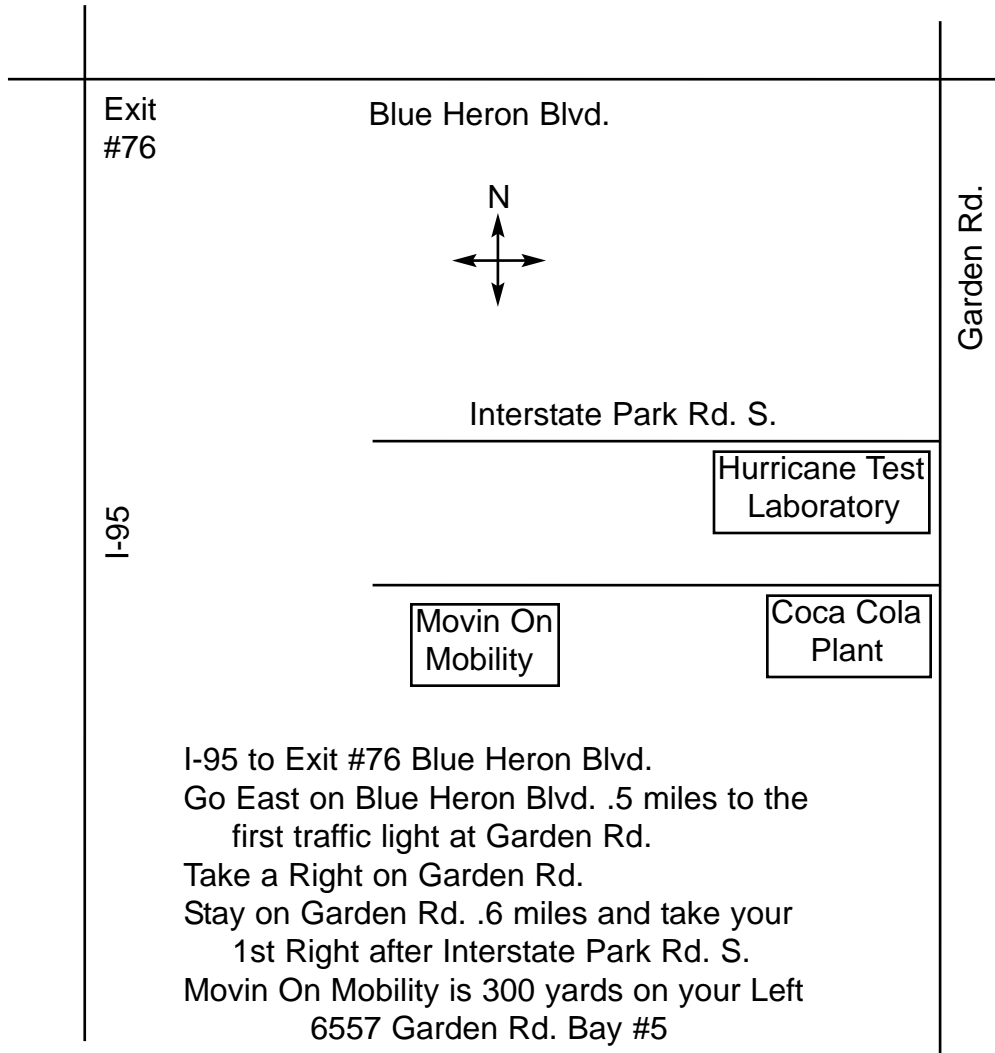 Exit
#76
Blue Heron Blvd.
N
Garden Rd.
Interstate Park Rd. S.
Hurricane Test
Laboratory
I-95
Movin On
Mobility
Coca Cola
Plant
I-95 to Exit #76 Blue Heron Blvd.
Go East on Blue Heron Blvd. .5 miles to the
first traffic light at Garden Rd.
Take a Right on Garden Rd.
Stay on Garden Rd. .6 miles and take your
1st Right after Interstate Park Rd. S.
Movin On Mobility is 300 yards on your Left
6557 Garden Rd. Bay #5